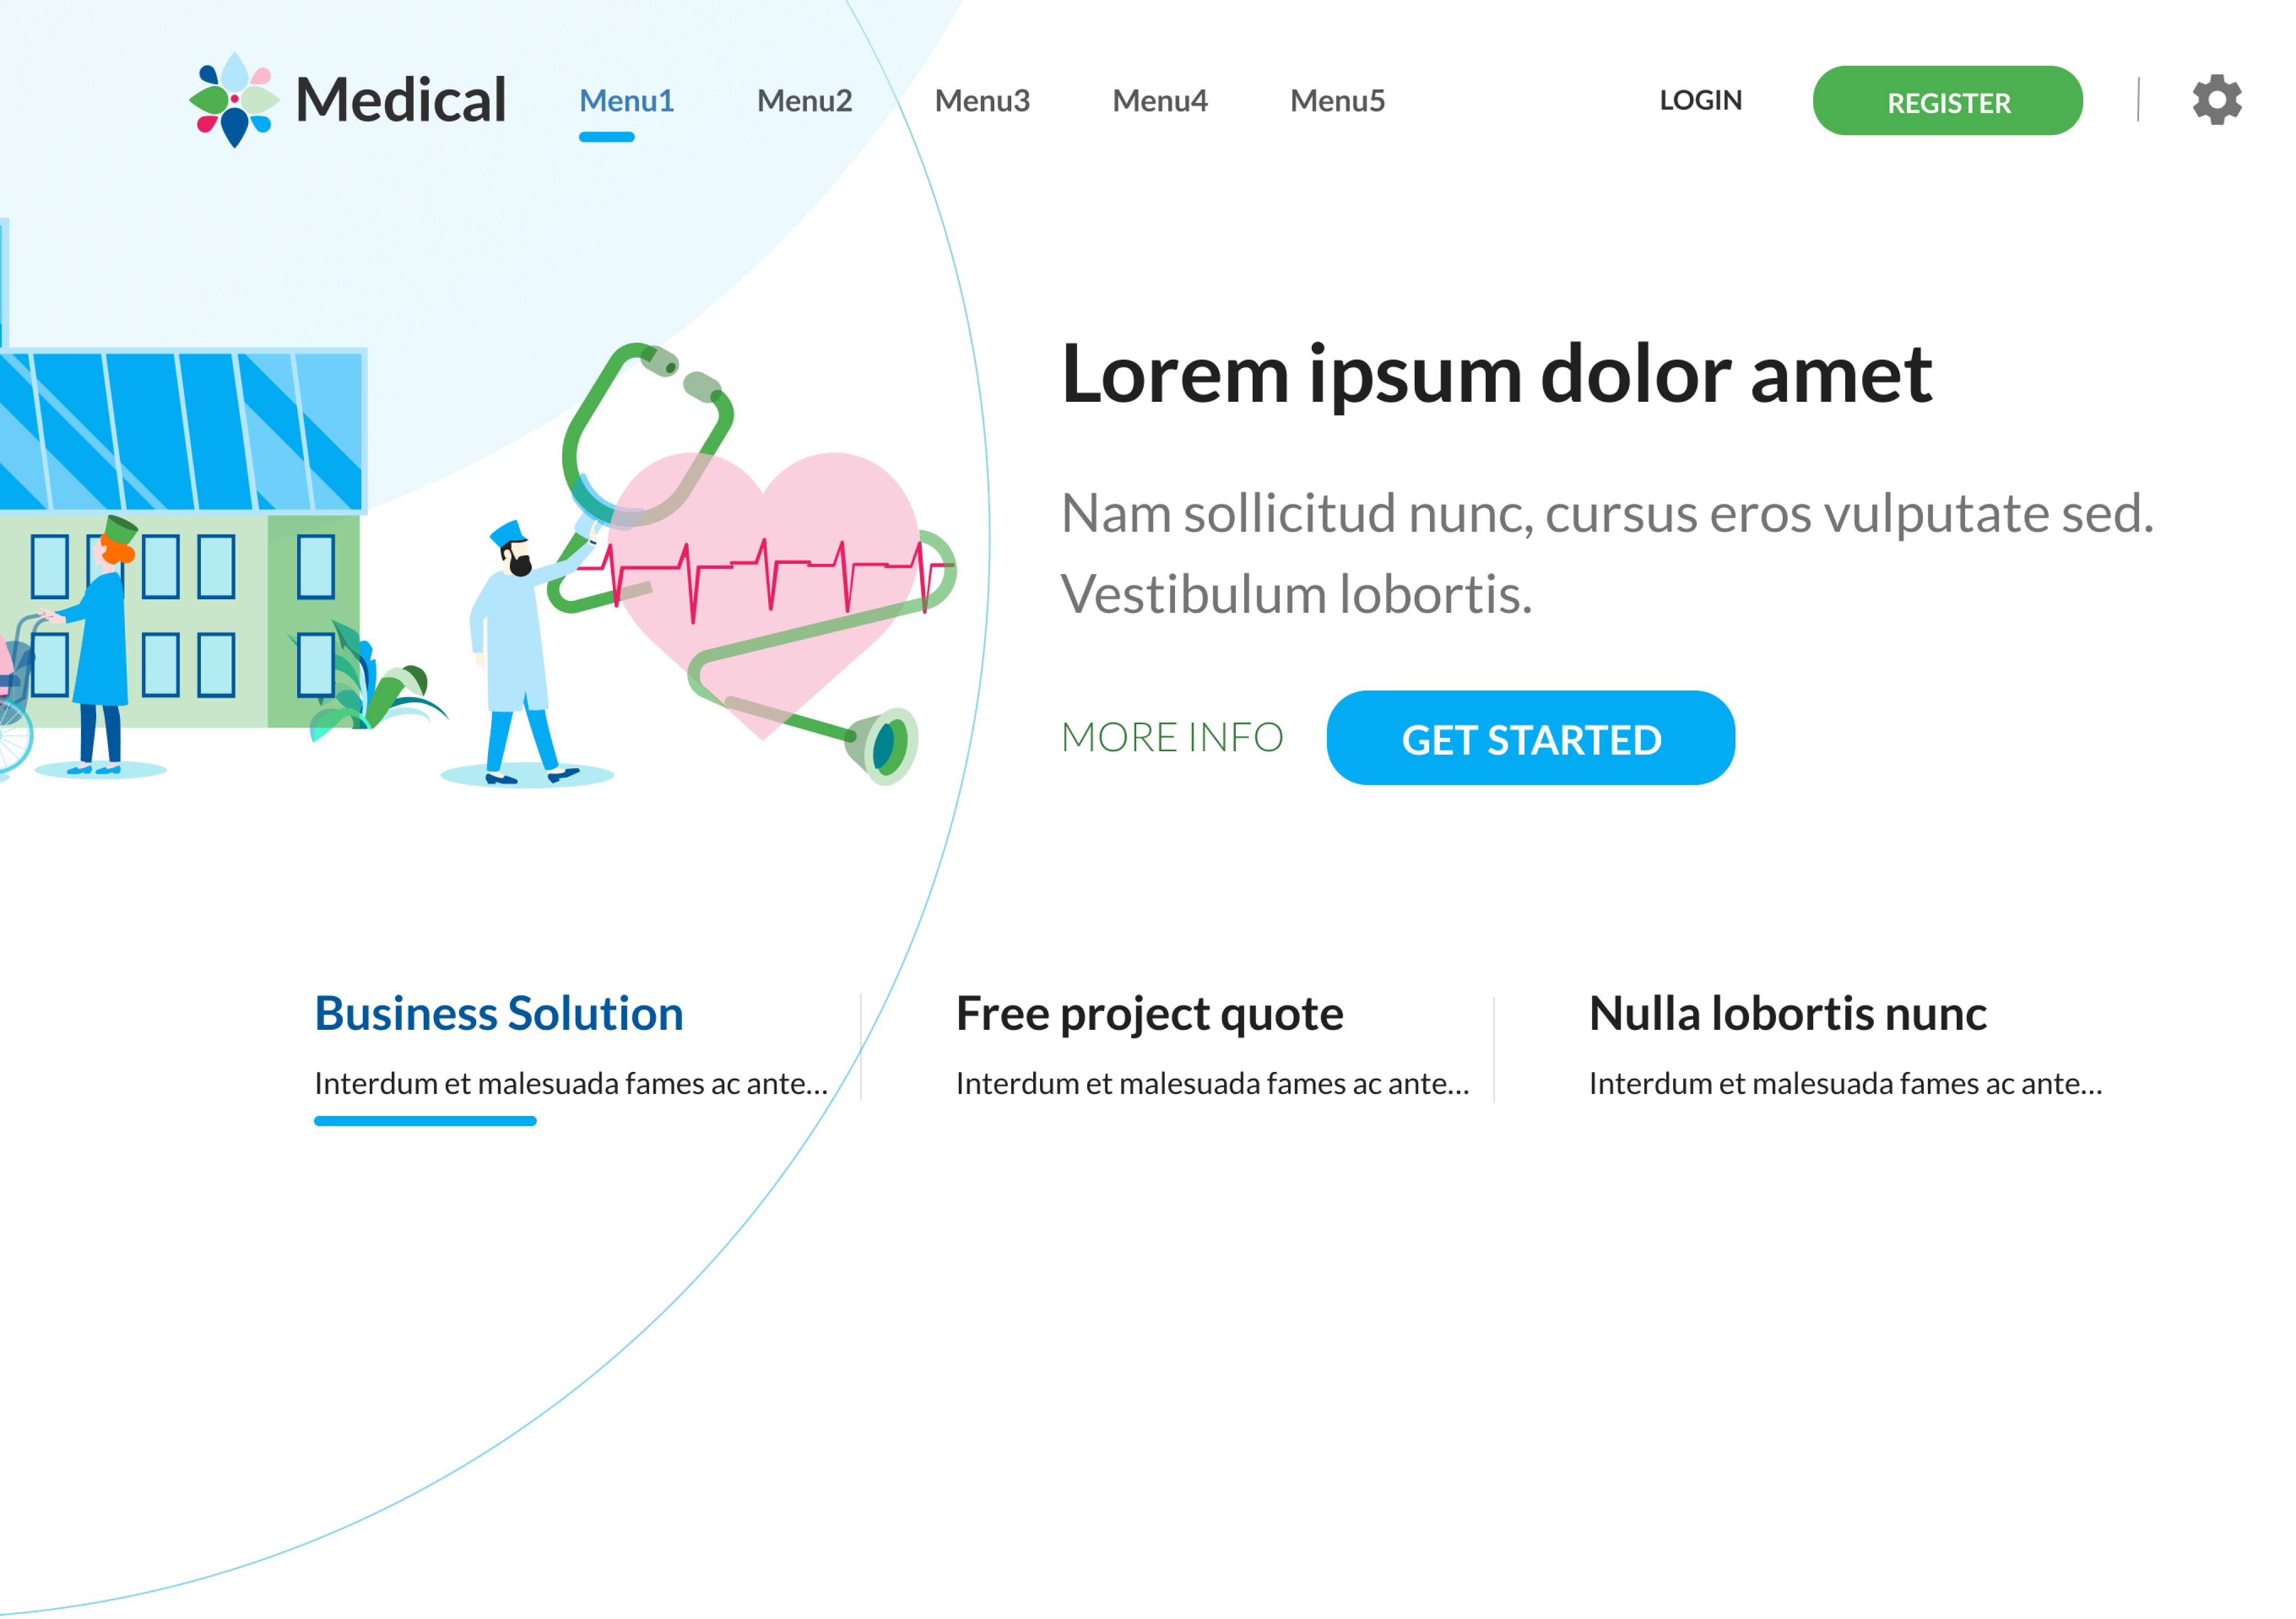 Medical
Menu1
Menu2
Menu3
Menu4
Menu5
LOGIN
REGISTER
Lorem ipsum dolor amet
Nam sollicitud nunc, cursus eros vulputate sed.
Vestibulum lobortis.
MORE INFO
GET STARTED
Business Solution
Interdum et malesuada fames ac ante...
Free project quote
Interdum et malesuada fames ac ante...
Nulla lobortis nunc
Interdum et malesuada fames ac ante...